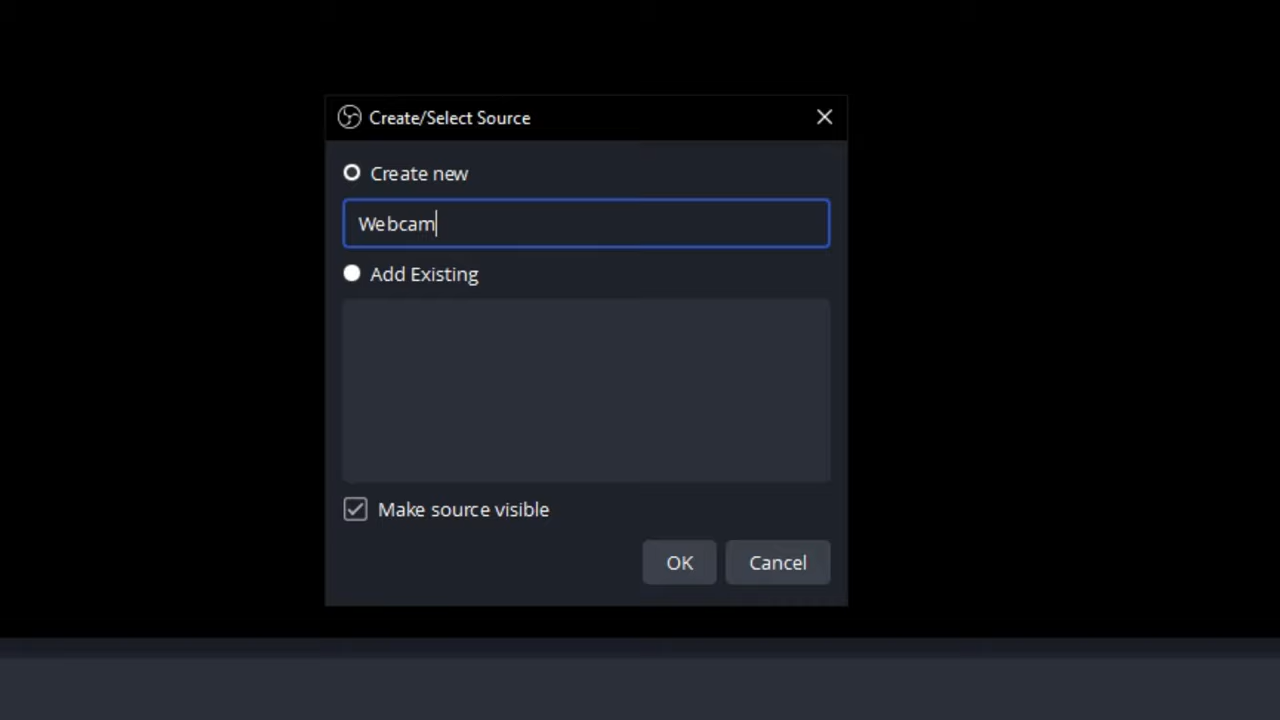 Create/Select Source
Create new
Webcam
Add Existing
Make source visible
OK Cancel